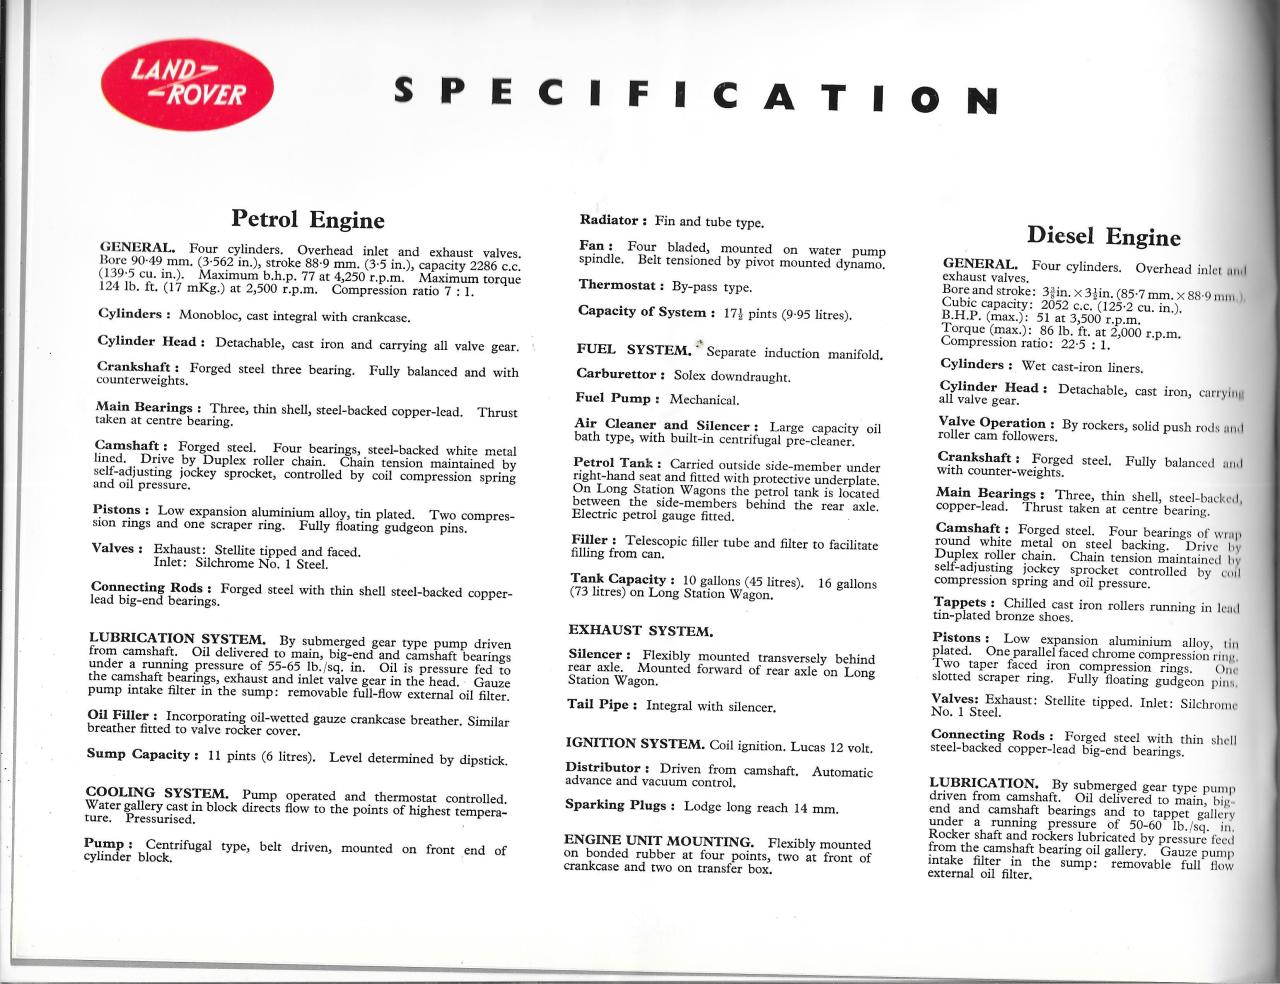 LAND-
-ROVER
SPECIFICATION
Petrol Engine
GENERAL. Four cylinders. Overhead inlet and exhaust valves.
Bore 90·49 mm. (3·562 in.), stroke 88·9 mm. (3·5 in.), capacity 2286 c.c.
(139·5 cu. in.). Maximum b.h.p. 77 at 4,250 r.p.m. Maximum torque
124 lb. ft. (17 mKg.) at 2,500 r.p.m. Compression ratio 7 : 1.
Cylinders : Monobloc, cast integral with crankcase.
Cylinder Head : Detachable, cast iron and carrying all valve gear.
Crankshaft : Forged steel three bearing. Fully balanced and with
counterweights.
Main Bearings : Three, thin shell, steel-backed copper-lead. Thrust
taken at centre bearing.
Camshaft : Forged steel. Four bearings, steel-backed white metal
lined. Drive by Duplex roller chain. Chain tension maintained by
self-adjusting jockey sprocket, controlled by coil compression spring
and oil pressure.
Pistons : Low expansion aluminium alloy, tin plated. Two compres-
sion rings and one scraper ring. Fully floating gudgeon pins.
Valves : Exhaust: Stellite tipped and faced.
Inlet: Silchrome No. 1 Steel.
Connecting Rods : Forged steel with thin shell steel-backed copper-
lead big-end bearings.
LUBRICATION SYSTEM. By submerged gear type pump driven
from camshaft. Oil delivered to main, big-end and camshaft bearings
under a running pressure of 55-65 lb./sq. in. Oil is pressure fed to
the camshaft bearings, exhaust and inlet valve gear in the head. Gauze
pump intake filter in the sump: removable full-flow external oil filter.
Oil Filler : Incorporating oil-wetted gauze crankcase breather. Similar
breather fitted to valve rocker cover.
Sump Capacity : 11 pints (6 litres). Level determined by dipstick.
COOLING SYSTEM. Pump operated and thermostat controlled.
Water gallery cast in block directs flow to the points of highest tempera-
ture. Pressurised.
Pump : Centrifugal type, belt driven, mounted on front end of
cylinder block.
Radiator : Fin and tube type.
Fan : Four bladed, mounted on water pump
spindle. Belt tensioned by pivot mounted dynamo.
Thermostat : By-pass type.
Capacity of System : 17½ pints (9·95 litres).
FUEL SYSTEM. Separate induction manifold.
Carburettor : Solex downdraught.
Fuel Pump : Mechanical.
Air Cleaner and Silencer : Large capacity oil
bath type, with built-in centrifugal pre-cleaner.
Petrol Tank : Carried outside side-member under
right-hand seat and fitted with protective underplate.
On Long Station Wagons the petrol tank is located
between the side-members behind the rear axle.
Electric petrol gauge fitted.
Filler : Telescopic filler tube and filter to facilitate
filling from can.
Tank Capacity : 10 gallons (45 litres). 16 gallons
(73 litres) on Long Station Wagon.
EXHAUST SYSTEM.
Silencer : Flexibly mounted transversely behind
rear axle. Mounted forward of rear axle on Long
Station Wagon.
Tail Pipe : Integral with silencer.
IGNITION SYSTEM. Coil ignition. Lucas 12 volt.
Distributor : Driven from camshaft. Automatic
advance and vacuum control.
Sparking Plugs : Lodge long reach 14 mm.
ENGINE UNIT MOUNTING. Flexibly mounted
on bonded rubber at four points, two at front of
crankcase and two on transfer box.
Diesel Engine
GENERAL. Four cylinders. Overhead inlet and
exhaust valves.
Bore and stroke: 3⅜in. × 3½in. (85·7 mm. × 88·9 mm.).
Cubic capacity: 2052 c.c. (125·2 cu. in.).
B.H.P. (max.): 51 at 3,500 r.p.m.
Torque (max.): 86 lb. ft. at 2,000 r.p.m.
Compression ratio: 22·5 : 1.
Cylinders : Wet cast-iron liners.
Cylinder Head : Detachable, cast iron, carrying
all valve gear.
Valve Operation : By rockers, solid push rods and
roller cam followers.
Crankshaft : Forged steel. Fully balanced and
with counter-weights.
Main Bearings : Three, thin shell, steel-backed,
copper-lead. Thrust taken at centre bearing.
Camshaft : Forged steel. Four bearings of wrap
round white metal on steel backing. Drive by
Duplex roller chain. Chain tension maintained by
self-adjusting jockey sprocket controlled by coil
compression spring and oil pressure.
Tappets : Chilled cast iron rollers running in lead
tin-plated bronze shoes.
Pistons : Low expansion aluminium alloy, tin
plated. One parallel faced chrome compression ring.
Two taper faced iron compression rings. One
slotted scraper ring. Fully floating gudgeon pins.
Valves: Exhaust: Stellite tipped. Inlet: Silchrome
No. 1 Steel.
Connecting Rods : Forged steel with thin shell
steel-backed copper-lead big-end bearings.
LUBRICATION. By submerged gear type pump
driven from camshaft. Oil delivered to main, big-
end and camshaft bearings and to tappet gallery
under a running pressure of 50-60 lb./sq. in.
Rocker shaft and rockers lubricated by pressure feed
from the camshaft bearing oil gallery. Gauze pump
intake filter in the sump: removable full flow
external oil filter.